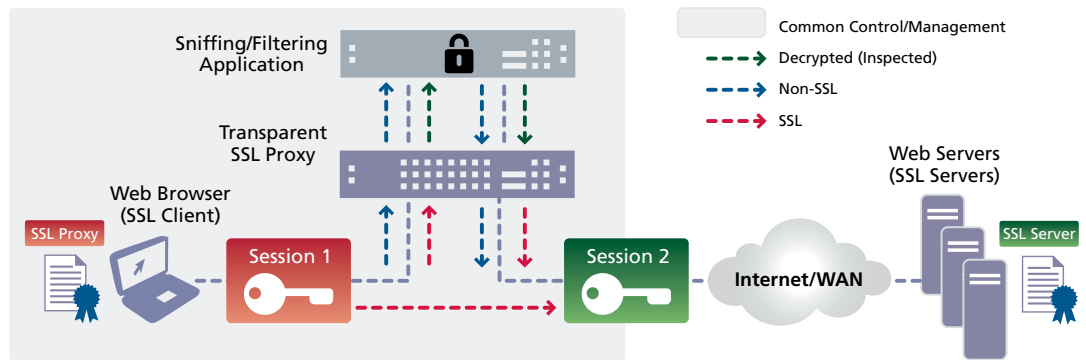 Sniffing/Filtering
Application
Transparent
SSL Proxy
Web Browser
(SSL Client)
SSL Proxy
Session 1
Session 2
Internet/WAN
Common Control/Management
Decrypted (Inspected)
Non-SSL
SSL
Web Servers
(SSL Servers)
SSL Server